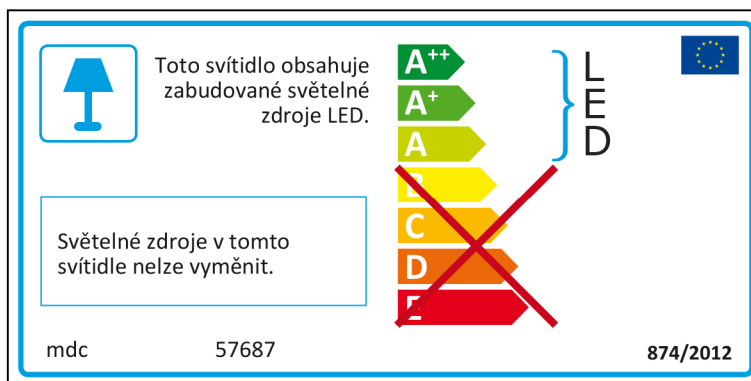 Toto svítidlo obsahuje
zabudované světelné
zdroje LED.
A++
A+
A
B
C
D
E
L
E
D
Světelné zdroje v tomto
svítidle nelze vyměnit.
mdc 57687
874/2012